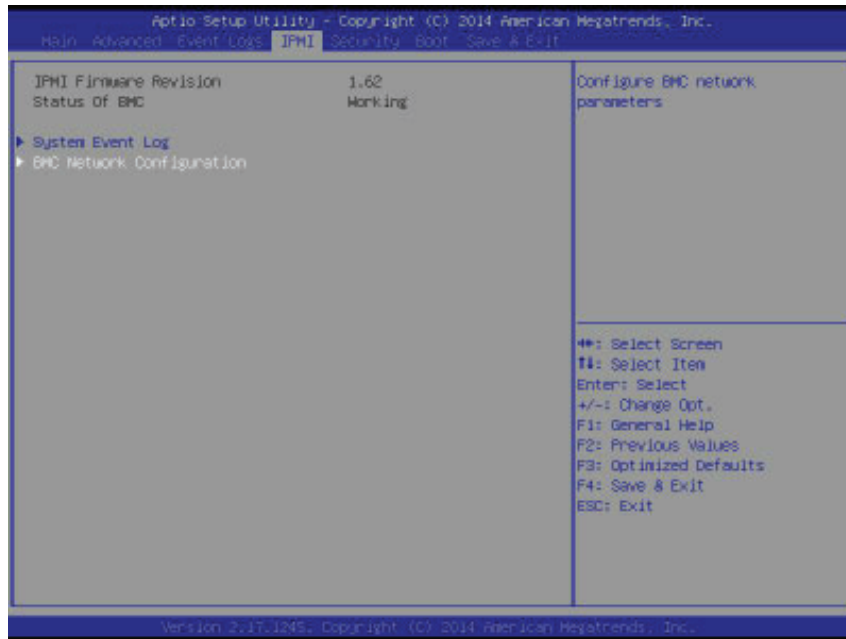 Aptio Setup Utility - Copyright (C) 2014 American Megatrends, Inc.
Main Advanced Event Logs IPMI Security Boot Save & Exit
IPMI Firmware Revision 1.62
Status Of BMC Working
System Event Log
BMC Network Configuration
Configure BMC network
parameters
: Select Screen
: Select Item
Enter: Select
+/-: Change Opt.
F1: General Help
F2: Previous Values
F3: Optimized Defaults
F4: Save & Exit
ESC: Exit
Version 2.17.1245. Copyright (C) 2014 American Megatrends, Inc.